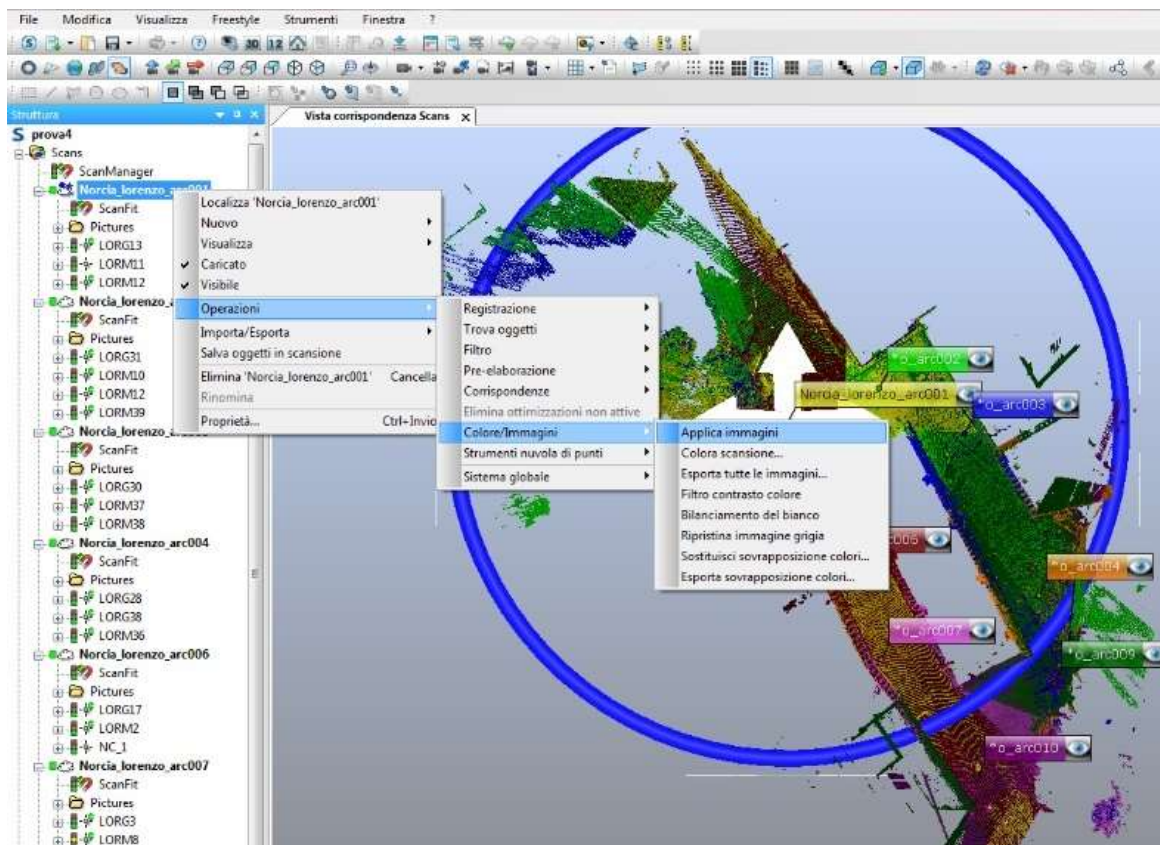 File Modifica Visualizza Freestyle Strumenti Finestra ?
Struttura
Vista corrispondenza Scans x
prova4
Scans
ScanManager
Norcia_lorenzo_arc001
ScanFit
Pictures
LORG13
LORM11
LORM12
ScanFit
Pictures
LORG31
LORM10
LORM12
LORM39
ScanFit
Pictures
LORG30
LORM37
LORM38
Norcia_lorenzo_arc004
ScanFit
Pictures
LORG28
LORG38
LORM36
Norcia_lorenzo_arc006
ScanFit
Pictures
LORG17
LORM2
NC_1
Norcia_lorenzo_arc007
ScanFit
Pictures
LORG3
LORM8
Localizza 'Norcia_lorenzo_arc001'
Nuovo
Visualizza
Caricato
Visibile
Operazioni
Importa/Esporta
Salva oggetti in scansione
Elimina 'Norcia_lorenzo_arc001' Cancella
Rinomina
Proprietà... Ctrl+Invio
Registrazione
Trova oggetti
Filtro
Pre-elaborazione
Corrispondenze
Elimina ottimizzazioni non attive
Colore/Immagini
Strumenti nuvola di punti
Sistema globale
Applica immagini
Colora scansione...
Esporta tutte le immagini...
Filtro contrasto colore
Bilanciamento del bianco
Ripristina immagine grigia
Sostituisci sovrapposizione colori...
Esporta sovrapposizione colori...
*o_arc002
Norcia_lorenzo_arc001
*o_arc003
*o_arc004
*o_arc007
*o_arc009
*o_arc010